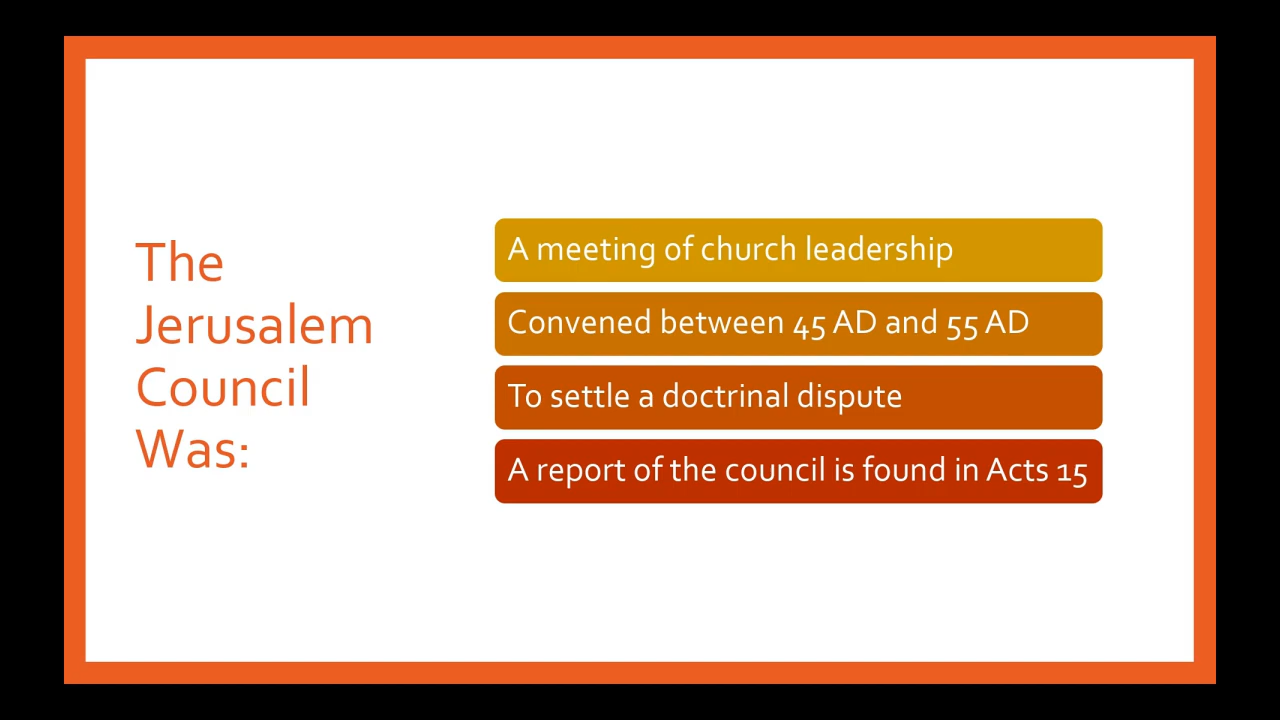 The
Jerusalem
Council
Was:
A meeting of church leadership
Convened between 45 AD and 55 AD
To settle a doctrinal dispute
A report of the council is found in Acts 15